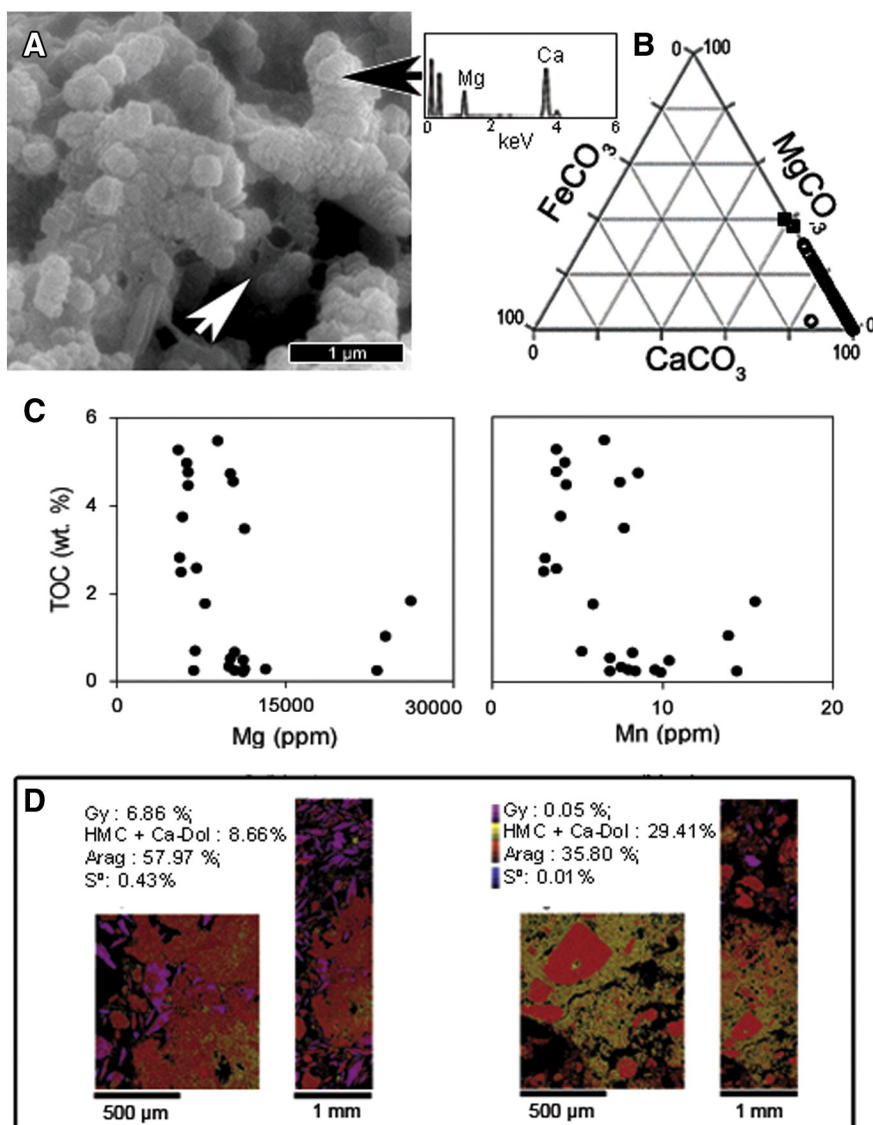 A
Mg
Ca
0
2
4
6
keV
1 µm
B
0
100
FeCO3
MgCO3
100
0
0
100
CaCO3
C
TOC (wt. %)
6
4
2
0
0
15000
30000
Mg (ppm)
0
10
20
Mn (ppm)
D
Gy : 6.86 %;
HMC + Ca-Dol : 8.66%
Arag : 57.97 %;
Sº: 0.43%
500 µm
1 mm
Gy : 0.05 %;
HMC + Ca-Dol : 29.41%
Arag : 35.80 %;
Sº: 0.01%
500 µm
1 mm